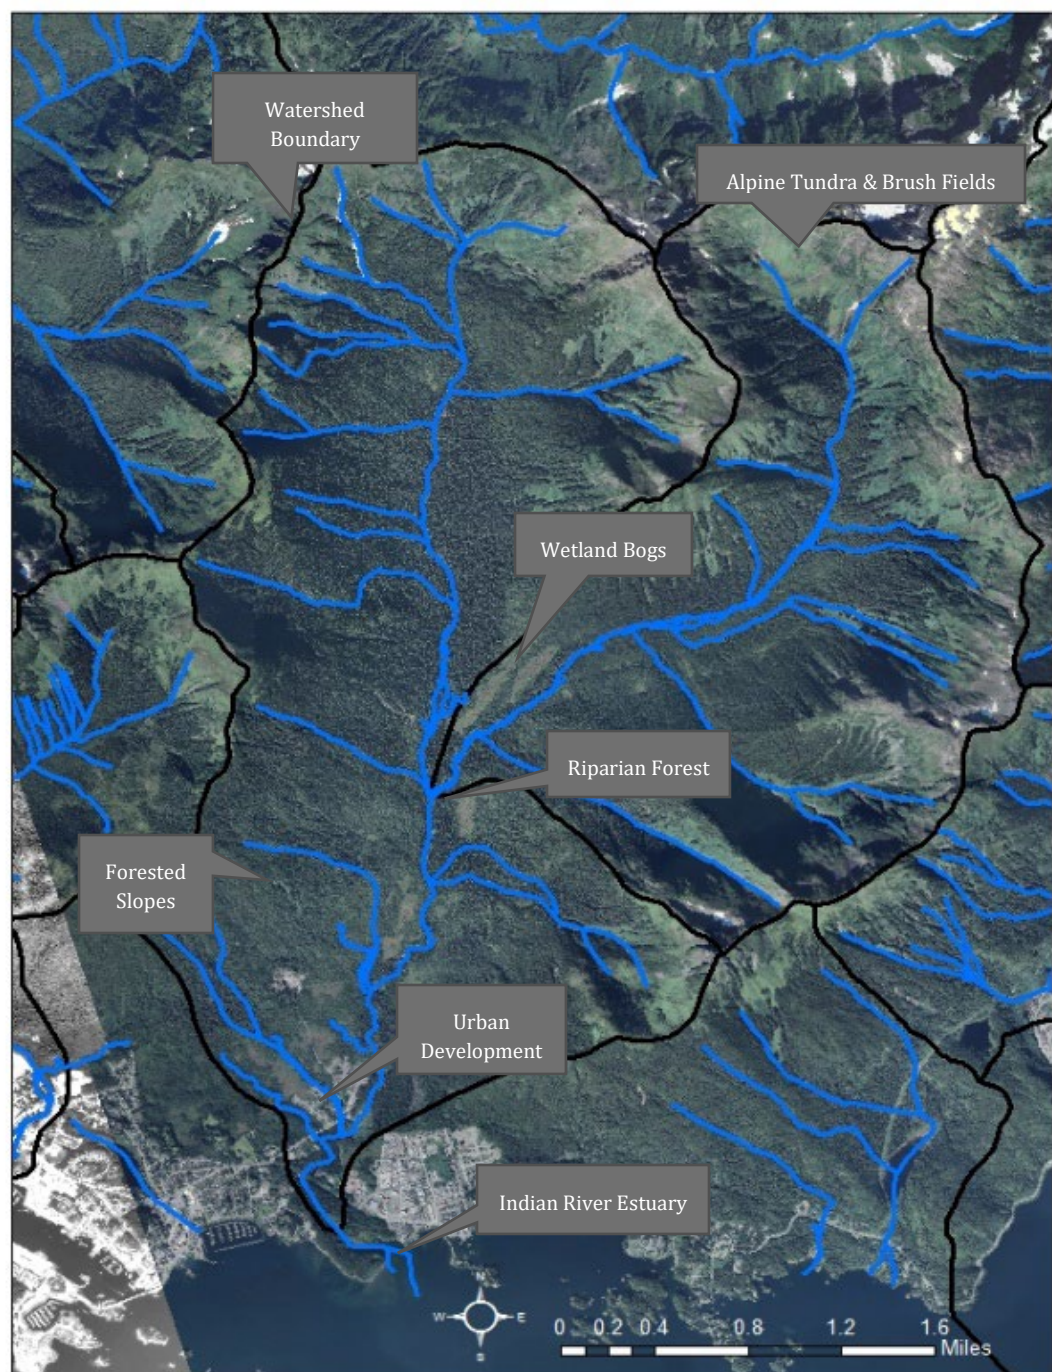 Watershed
Boundary
Alpine Tundra & Brush Fields
Wetland Bogs
Riparian Forest
Forested
Slopes
Urban
Development
Indian River Estuary
N
W E
S
0 0.2 0.4 0.8 1.2 1.6
Miles